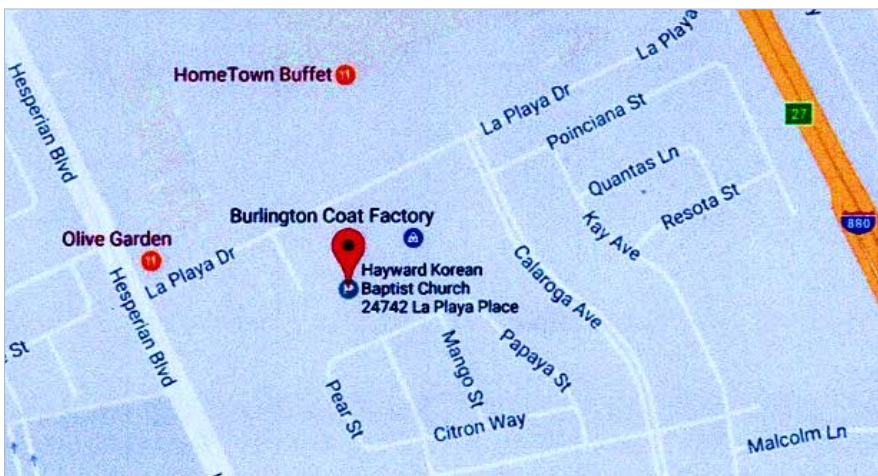 La Playa
Hesperian Blvd
HomeTown Buffet
La Playa Dr
Poinciana St
27
Quantas Ln
Resota St
Kay Ave
880
Burlington Coat Factory
Olive Garden
La Playa Dr
Hayward Korean
Baptist Church
24742 La Playa Place
Calaroga Ave
Hesperian Blvd
St
Mango St
Papaya St
Pear St
Citron Way
Malcolm Ln